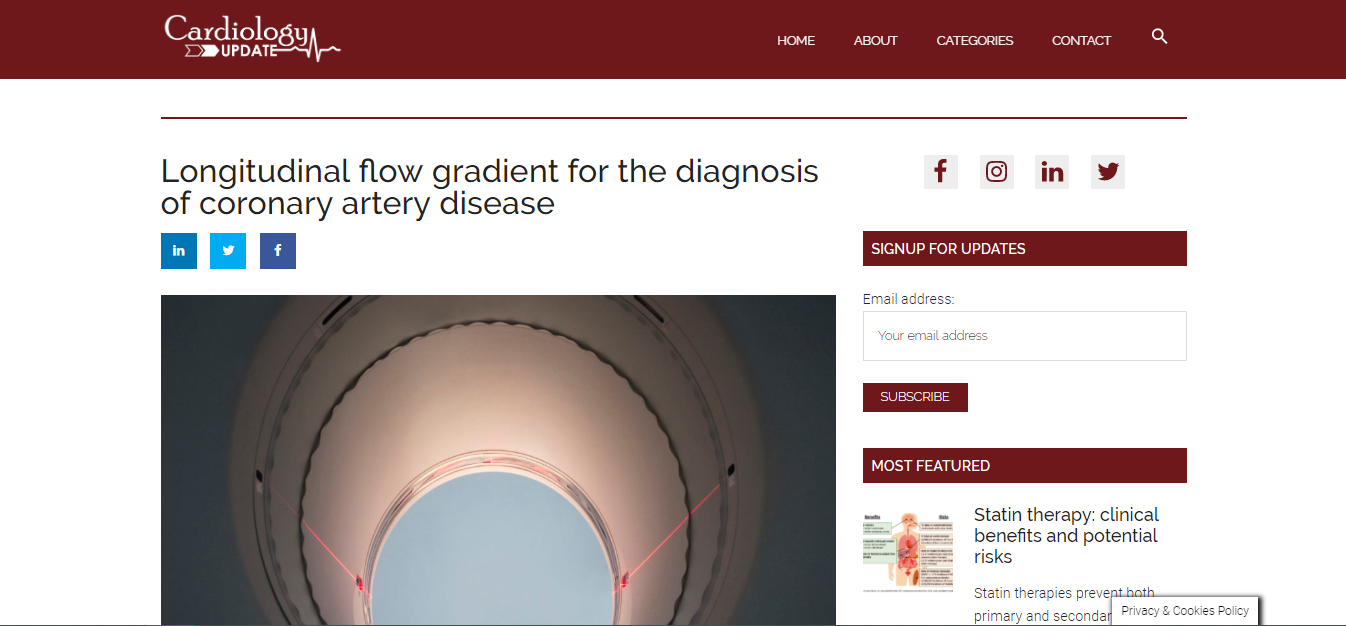 Cardiology
UPDATE
HOME
ABOUT
CATEGORIES
CONTACT
Longitudinal flow gradient for the diagnosis
of coronary artery disease
SIGNUP FOR UPDATES
Email address:
Your email address
SUBSCRIBE
MOST FEATURED
Benefits
Risks
Statin therapy: clinical
benefits and potential
risks
Statin therapies prevent both
primary and secondar
Privacy & Cookies Policy